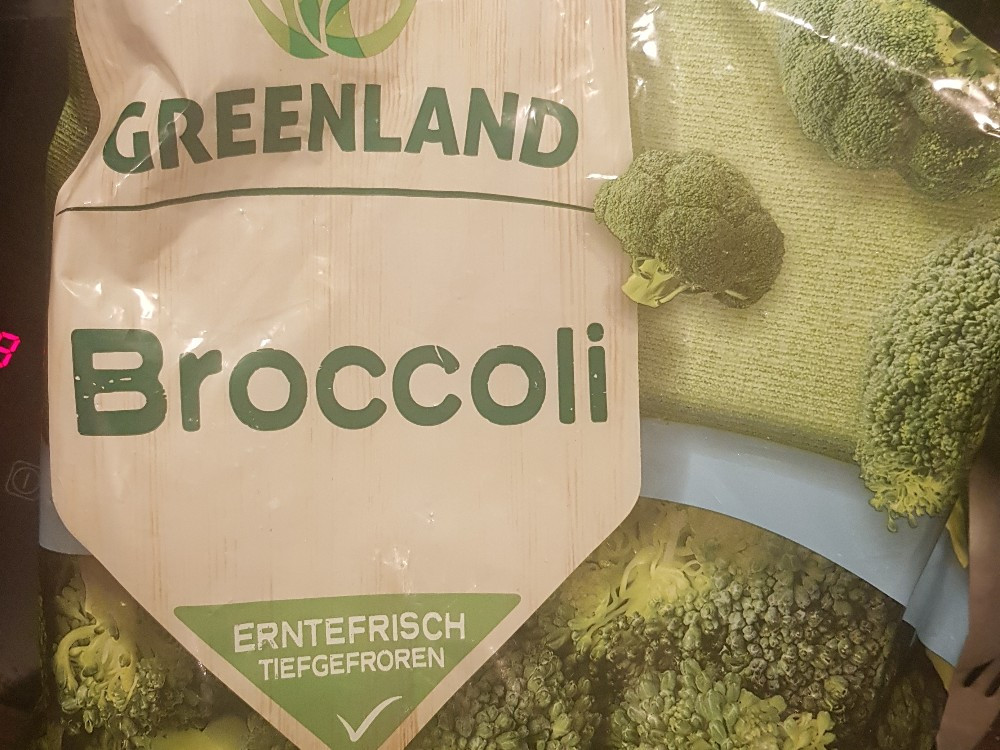 GREENLAND
Broccoli
ERNTEFRISCH
TIEFGEFROREN